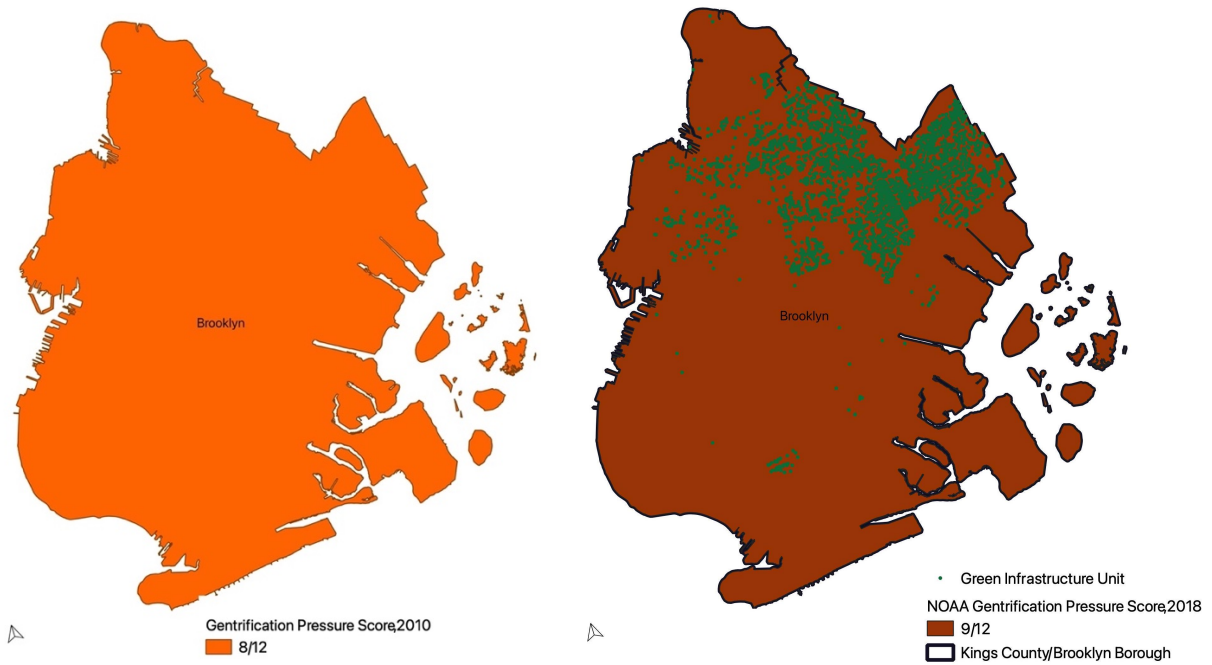 Brooklyn
Gentrification Pressure Score,2010
8/12
Brooklyn
Green Infrastructure Unit
NOAA Gentrification Pressure Score,2018
9/12
Kings County/Brooklyn Borough